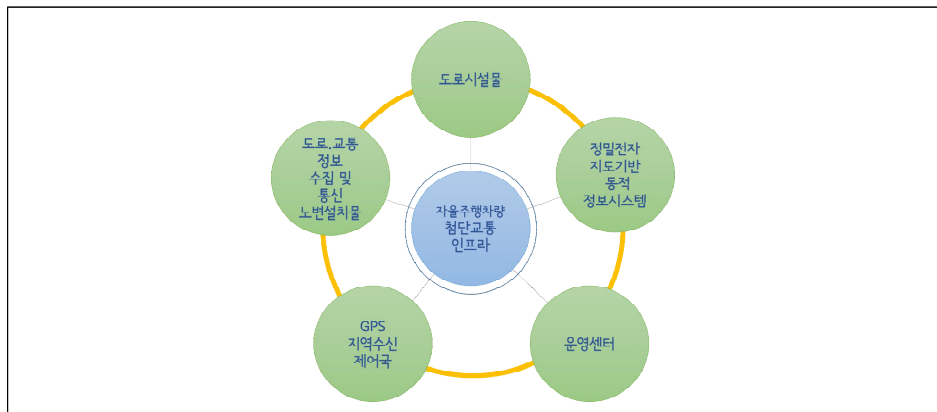 도로시설물
정밀전자
지도기반
동적
정보시스템
운영센터
GPS
지역수신
제어국
도로.교통
정보
수집 및
통신
노변설치물
자율주행차량
첨단교통
인프라